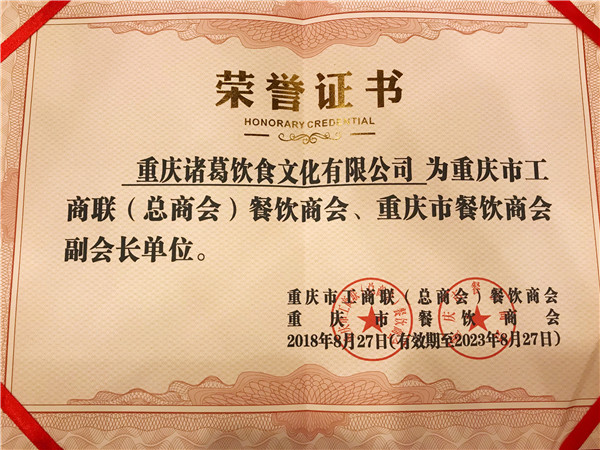 荣誉证书
HONORARY CREDENTIAL
重庆诸葛饮食文化有限公司 为重庆市工
商联（总商会）餐饮商会、重庆市餐饮商会
副会长单位。
重庆市工商联（总商会）餐饮商会
重庆市餐饮商会
2018年8月27日(有效期至2023年8月27日)